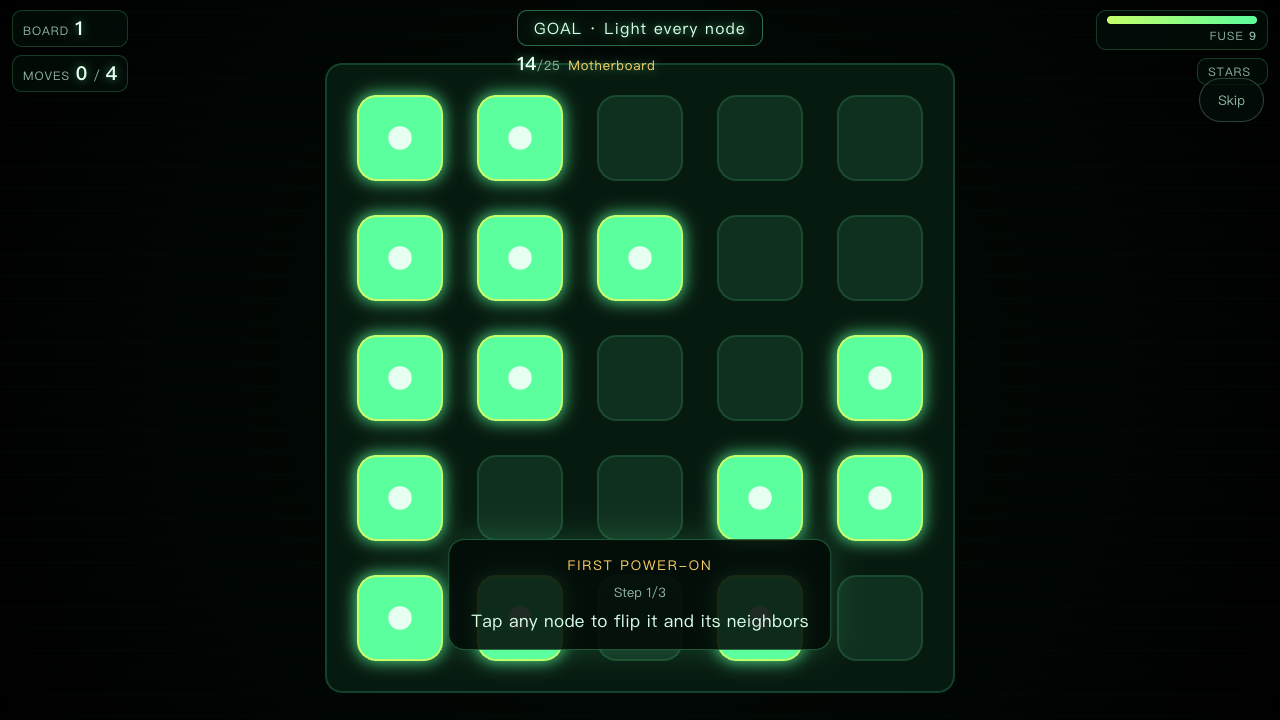 BOARD 1
MOVES 0 / 4
GOAL · Light every node
14/25 Motherboard
FUSE 9
STARS
Skip
FIRST POWER–ON
Step 1/3
Tap any node to flip it and its neighbors